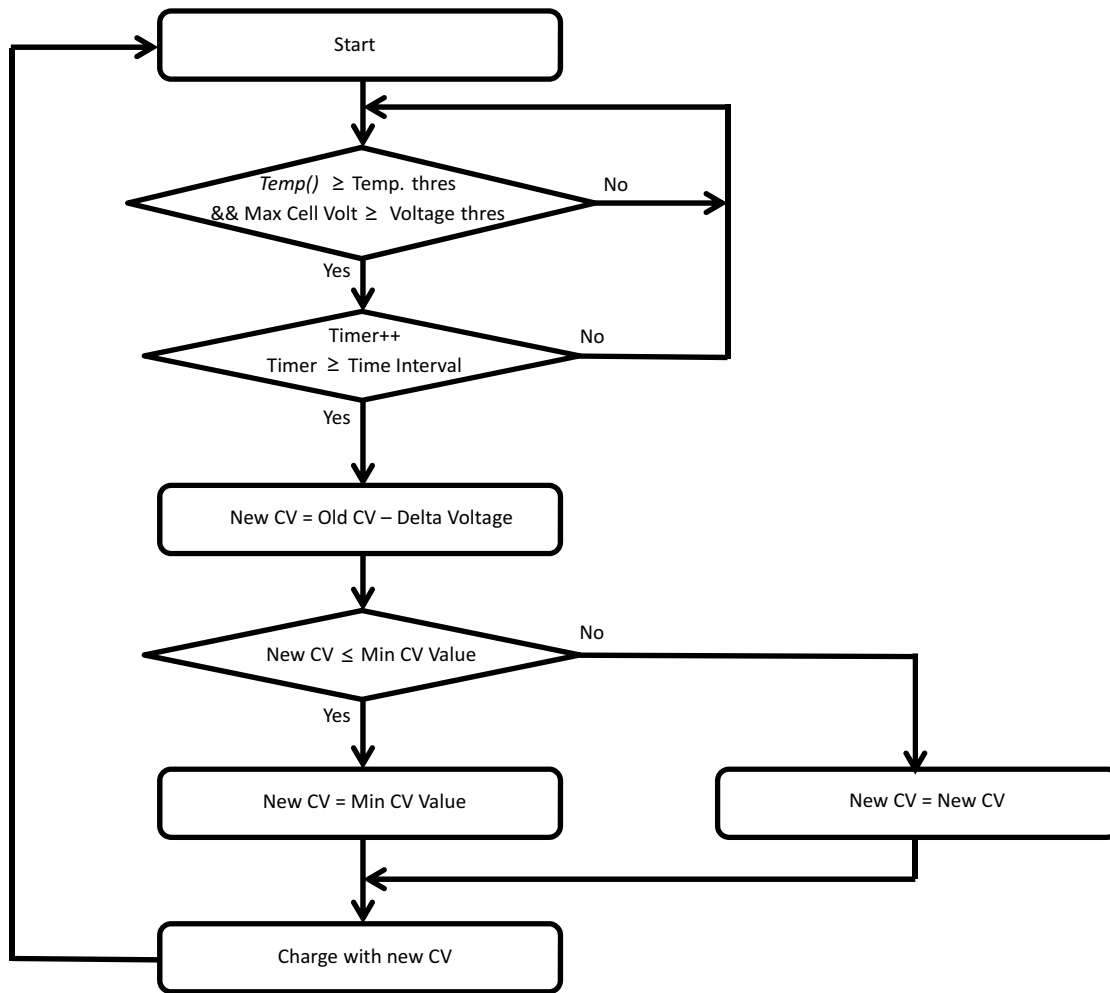 Start
Temp() ≥ Temp. thres
&& Max Cell Volt ≥ Voltage thres
No
Yes
Timer++
Timer ≥ Time Interval
No
Yes
New CV = Old CV – Delta Voltage
New CV ≤ Min CV Value
No
Yes
New CV = Min CV Value
New CV = New CV
Charge with new CV